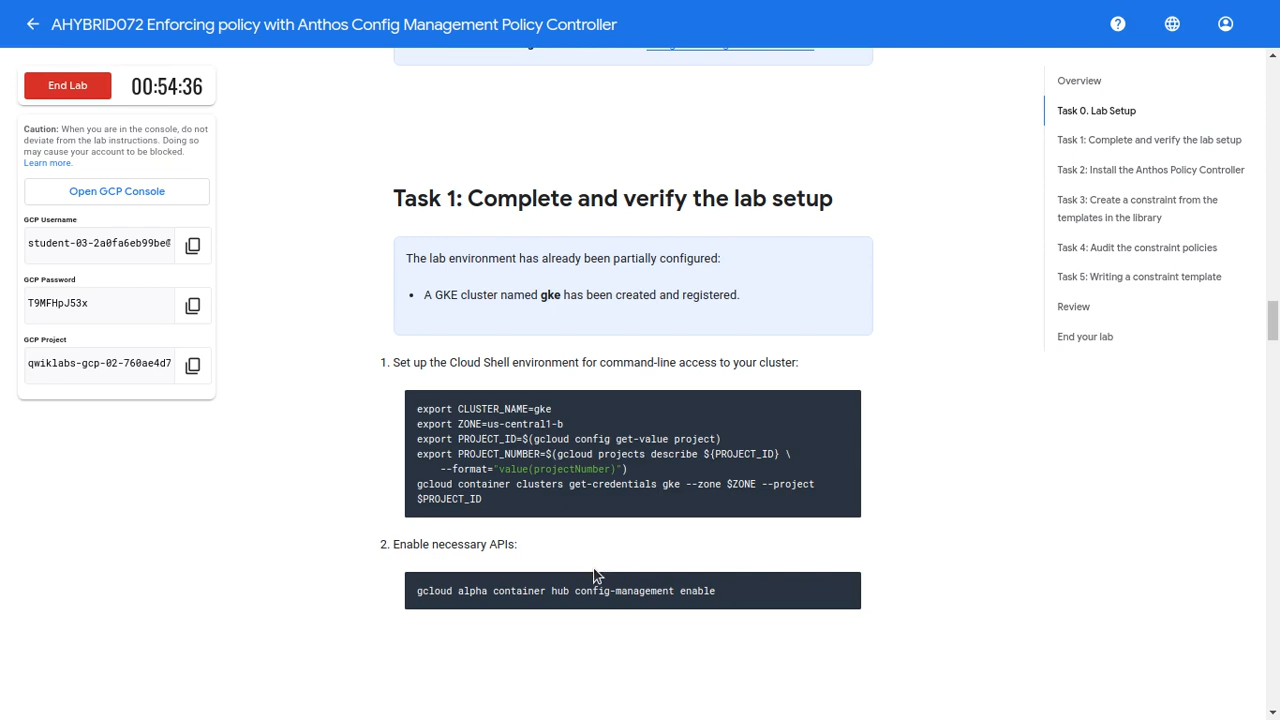 AHYBRID072 Enforcing policy with Anthos Config Management Policy Controller
End Lab
00:54:36
Caution: When you are in the console, do not
deviate from the lab instructions. Doing so
may cause your account to be blocked.
Learn more.
Open GCP Console
GCP Username
student-03-2a0fa6eb99be@
GCP Password
T9MFHpJ53x
GCP Project
qwiklabs-gcp-02-760ae4d7
Task 1: Complete and verify the lab setup
The lab environment has already been partially configured:
• A GKE cluster named gke has been created and registered.
1. Set up the Cloud Shell environment for command-line access to your cluster:
export CLUSTER_NAME=gke
export ZONE=us-central1-b
export PROJECT_ID=$(gcloud config get-value project)
export PROJECT_NUMBER=$(gcloud projects describe ${PROJECT_ID} \
--format="value(projectNumber)")
gcloud container clusters get-credentials gke --zone $ZONE --project
$PROJECT_ID
2. Enable necessary APIs:
gcloud alpha container hub config-management enable
Overview
Task 0. Lab Setup
Task 1: Complete and verify the lab setup
Task 2: Install the Anthos Policy Controller
Task 3: Create a constraint from the
templates in the library
Task 4: Audit the constraint policies
Task 5: Writing a constraint template
Review
End your lab